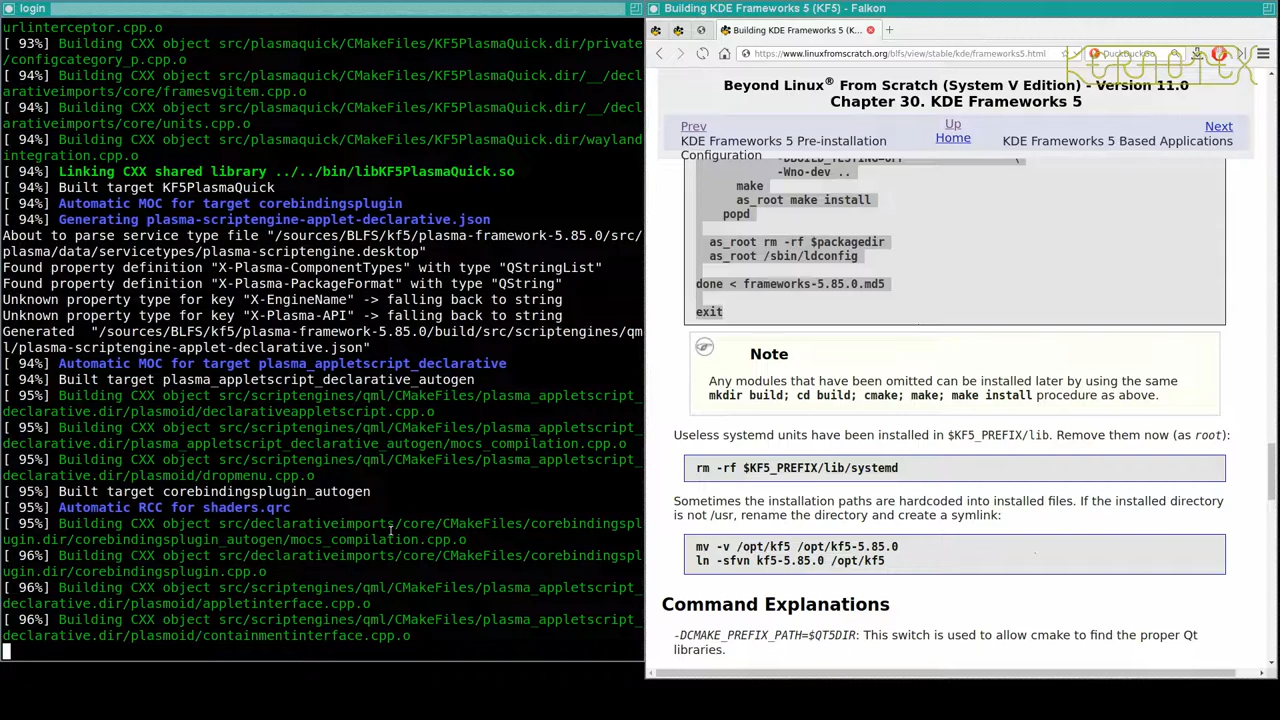 login
urlinterceptor.cpp.o
[ 93%] Building CXX object src/plasmaquick/CMakeFiles/KF5PlasmaQuick.dir/private
/configcategory_p.cpp.o
[ 94%] Building CXX object src/plasmaquick/CMakeFiles/KF5PlasmaQuick.dir/__/decl
arativeimports/core/framesvgitem.cpp.o
[ 94%] Building CXX object src/plasmaquick/CMakeFiles/KF5PlasmaQuick.dir/__/decl
arativeimports/core/units.cpp.o
[ 94%] Building CXX object src/plasmaquick/CMakeFiles/KF5PlasmaQuick.dir/wayland
integration.cpp.o
[ 94%] Linking CXX shared library ../../bin/libKF5PlasmaQuick.so
[ 94%] Built target KF5PlasmaQuick
[ 94%] Automatic MOC for target corebindingsplugin
[ 94%] Generating plasma-scriptengine-applet-declarative.json
About to parse service type file "/sources/BLFS/kf5/plasma-framework-5.85.0/src/
plasma/data/servicetypes/plasma-scriptengine.desktop"
Found property definition "X-Plasma-ComponentTypes" with type "QStringList"
Found property definition "X-Plasma-PackageFormat" with type "QString"
Unknown property type for key "X-EngineName" -> falling back to string
Unknown property type for key "X-Plasma-API" -> falling back to string
Generated  "/sources/BLFS/kf5/plasma-framework-5.85.0/build/src/scriptengines/qm
l/plasma-scriptengine-applet-declarative.json"
[ 94%] Automatic MOC for target plasma_appletscript_declarative
[ 94%] Built target plasma_appletscript_declarative_autogen
[ 95%] Building CXX object src/scriptengines/qml/CMakeFiles/plasma_appletscript_
declarative.dir/plasmoid/declarativeappletscript.cpp.o
[ 95%] Building CXX object src/scriptengines/qml/CMakeFiles/plasma_appletscript_
declarative.dir/plasma_appletscript_declarative_autogen/mocs_compilation.cpp.o
[ 95%] Building CXX object src/scriptengines/qml/CMakeFiles/plasma_appletscript_
declarative.dir/plasmoid/dropmenu.cpp.o
[ 95%] Built target corebindingsplugin_autogen
[ 95%] Automatic RCC for shaders.qrc
[ 95%] Building CXX object src/declarativeimports/core/CMakeFiles/corebindingspl
ugin.dir/corebindingsplugin_autogen/mocs_compilation.cpp.o
[ 96%] Building CXX object src/declarativeimports/core/CMakeFiles/corebindingspl
ugin.dir/corebindingsplugin.cpp.o
[ 96%] Building CXX object src/scriptengines/qml/CMakeFiles/plasma_appletscript_
declarative.dir/plasmoid/appletinterface.cpp.o
[ 96%] Building CXX object src/scriptengines/qml/CMakeFiles/plasma_appletscript_
declarative.dir/plasmoid/containmentinterface.cpp.o
Building KDE Frameworks 5 (KF5) - Falkon
Building KDE Frameworks 5 (K...
https://www.linuxfromscratch.org/blfs/view/stable/kde/frameworks5.html
DuckDuckGo
Beyond Linux® From Scratch (System V Edition) - Version 11.0
Chapter 30. KDE Frameworks 5
Prev
KDE Frameworks 5 Pre-installation
Configuration
Up
Home
Next
KDE Frameworks 5 Based Applications
-DBUILD_TESTING=OFF \
-Wno-dev ..
make
as_root make install
popd
as_root rm -rf $packagedir
as_root /sbin/ldconfig
done < frameworks-5.85.0.md5
exit
Note
Any modules that have been omitted can be installed later by using the same
mkdir build; cd build; cmake; make; make install procedure as above.
Useless systemd units have been installed in $KF5_PREFIX/lib. Remove them now (as root):
rm -rf $KF5_PREFIX/lib/systemd
Sometimes the installation paths are hardcoded into installed files. If the installed directory
is not /usr, rename the directory and create a symlink:
mv -v /opt/kf5 /opt/kf5-5.85.0
ln -sfvn kf5-5.85.0 /opt/kf5
Command Explanations
-DCMAKE_PREFIX_PATH=$QT5DIR: This switch is used to allow cmake to find the proper Qt
libraries.